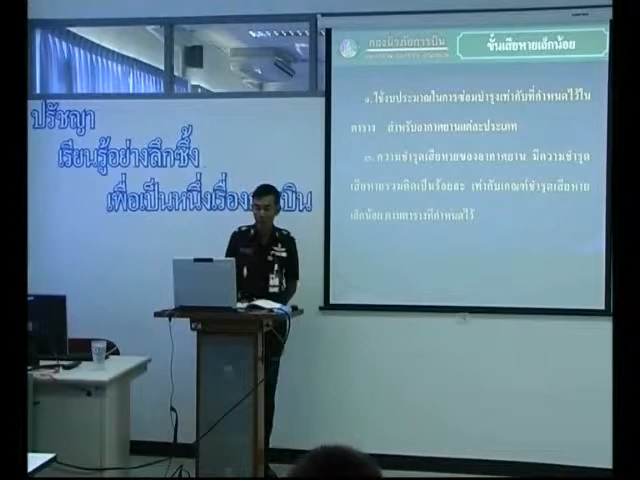 ปรัชญา
เรียนรู้อย่างลึกซึ้ง
เพื่อเป็นหนึ่งเรื่อง บิน
กองนิรภัยการบิน
ขั้นเสียหายเล็กน้อย
๑. ใช้งบประมาณในการซ่อมบำรุงเท่ากับที่กำหนดไว้ใน
ตาราง สำหรับอากาศยานแต่ละประเภท
๓. ความชำรุดเสียหายของอากาศยาน มีความชำรุด
เสียหายรวมคิดเป็นร้อยละ เท่ากับเกณฑ์ชำรุดเสียหาย
เล็กน้อย ตามตารางที่กำหนดไว้